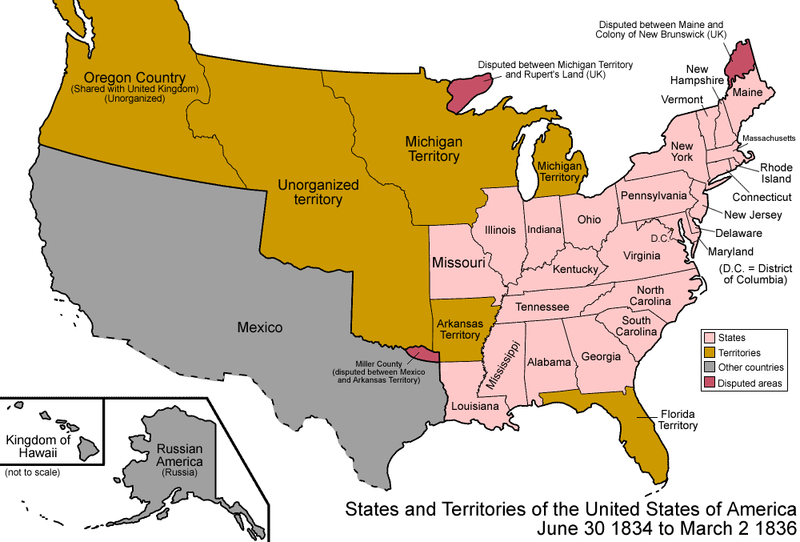 Disputed between Maine and
Colony of New Brunswick (UK)
Disputed between Michigan Territory
and Rupert's Land (UK)
Oregon Country
(Shared with United Kingdom)
(Unorganized)
New
Hampshire
Maine
Vermont
Michigan
Territory
Massachusetts
New
York
Michigan
Territory
Rhode
Island
Unorganized
territory
Pennsylvania
Connecticut
New Jersey
Illinois
Indiana
Ohio
Delaware
D.C.
Maryland
Missouri
Virginia
(D.C. = District
of Columbia)
Kentucky
North
Carolina
Tennessee
Mexico
Arkansas
Territory
South
Carolina
Mississippi
Alabama
Georgia
Miller County
(disputed between Mexico
and Arkansas Territory)
States
Territories
Other countries
Disputed areas
Louisiana
Florida
Territory
Kingdom of
Hawaii
(not to scale)
Russian
America
(Russia)
States and Territories of the United States of America
June 30 1834 to March 2 1836